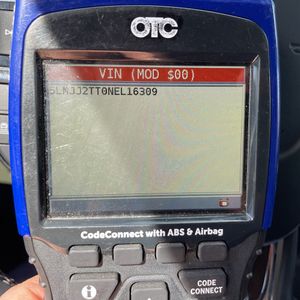 OTC
VIN (MOD $00)
5LMJJ2TT0NEL16309
CodeConnect with ABS & Airbag
i
CODE
CONNECT